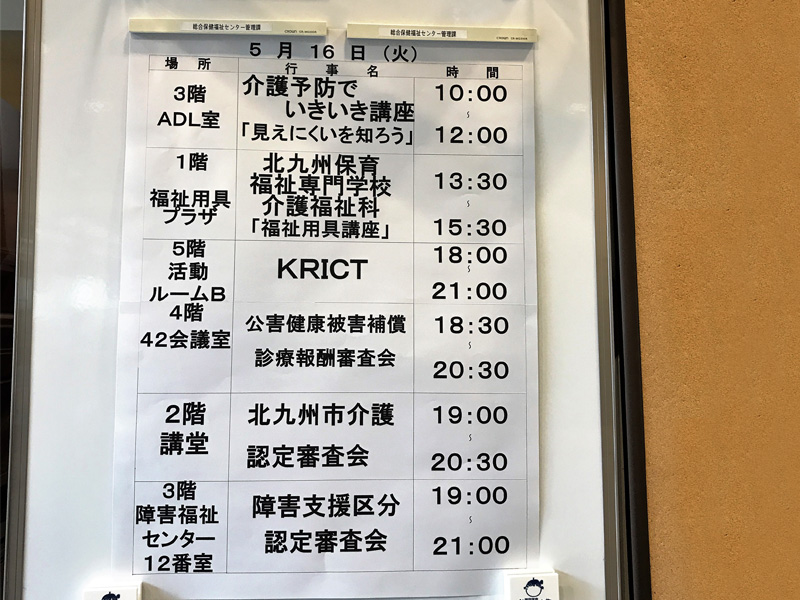 総合保健福祉センター管理課
総合保健福祉センター管理課
5 月 16 日 (火)
場 所 行 事 名 時 間
3階
ADL室
介護予防で
いきいき講座
「見えにくいを知ろう」
10:00
~
12:00
1階
福祉用具
プラザ
北九州保育
福祉専門学校
介護福祉科
「福祉用具講座」
13:30
~
15:30
5階
活動
ルームB
KRICT
18:00
~
21:00
4階
42会議室
公害健康被害補償
診療報酬審査会
18:30
~
20:30
2階
講堂
北九州市介護
認定審査会
19:00
~
20:30
3階
障害福祉
センター
12番室
障害支援区分
認定審査会
19:00
~
21:00